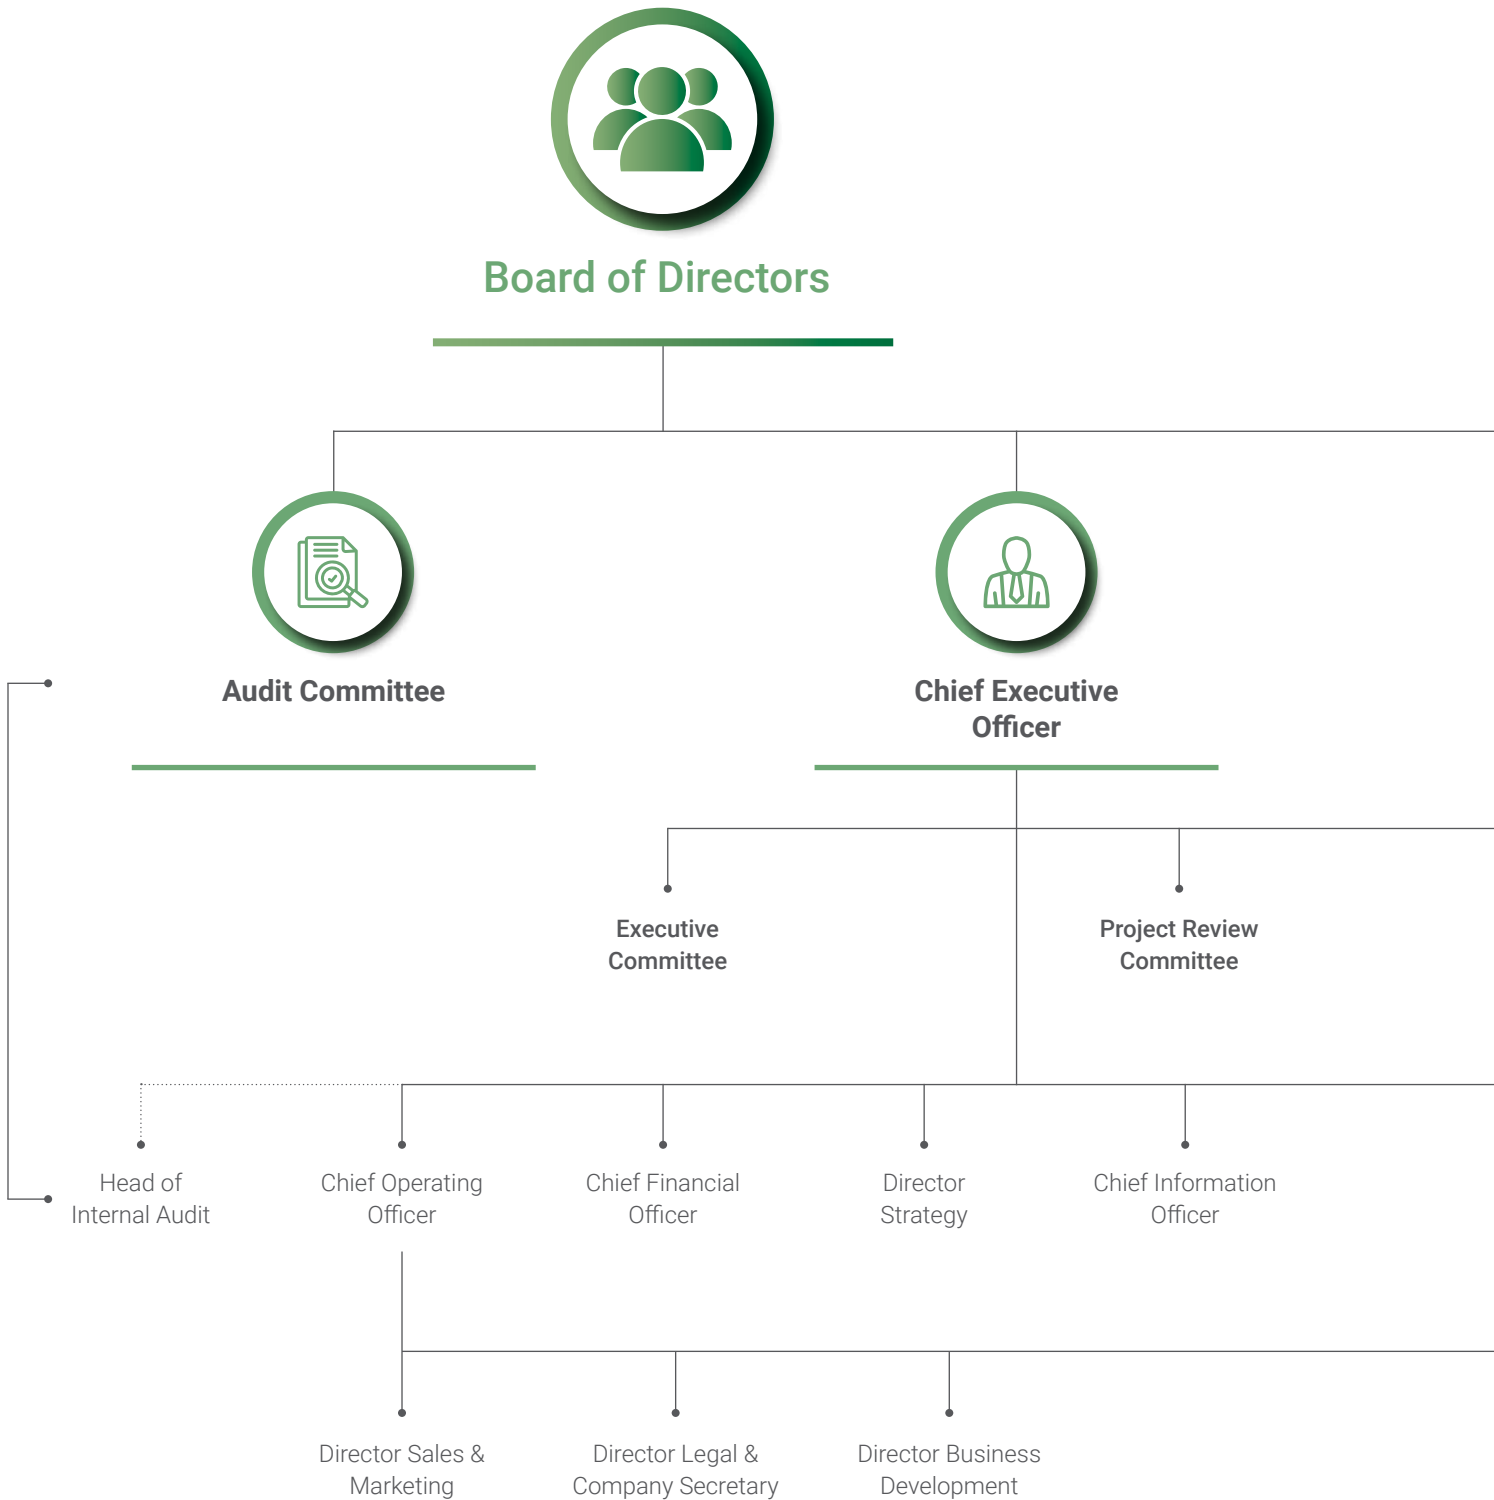 Board of Directors
Audit Committee
Chief Executive
Officer
Executive
Committee
Project Review
Committee
Head of
Internal Audit
Chief Operating
Officer
Chief Financial
Officer
Director
Strategy
Chief Information
Officer
Director Sales &
Marketing
Director Legal &
Company Secretary
Director Business
Development